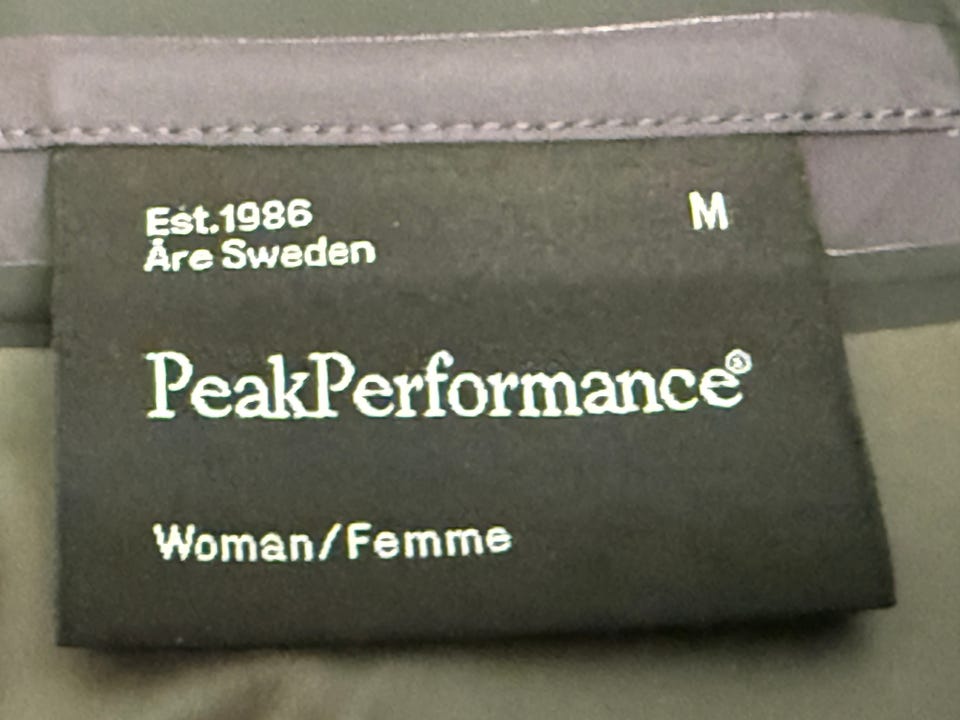 Est.1986
Åre Sweden
M
PeakPerformance®
Woman/Femme